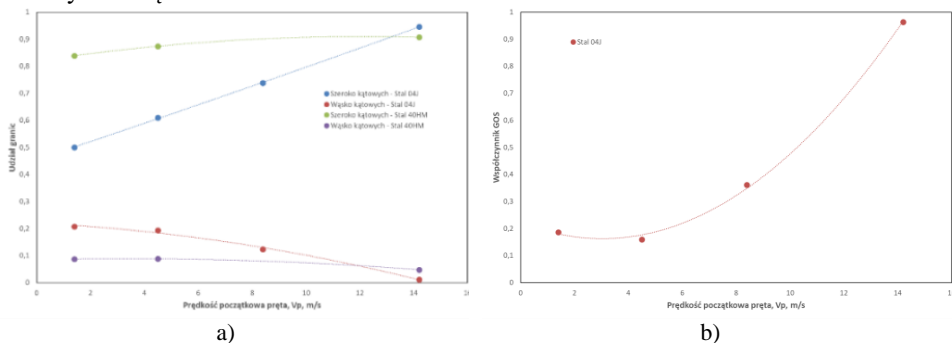 1
0,9
0,8
0,7
0,6
0,5
0,4
0,3
0,2
0,1
0
Udział granic
Szeroko kątowych - Stal 04J
Wąsko kątowych - Stal 04J
Szeroko kątowych - Stal 40HM
Wąsko kątowych - Stal 40HM
0 2 4 6 8 10 12 14 16
Prędkość początkowa pręta, Vp, m/s
a)
1
0,9
0,8
0,7
0,6
0,5
0,4
0,3
0,2
0,1
0
Współczynnik GOS
Stal 04J
0 2 4 6 8 10 12 14
Prędkość początkowa pręta, Vp, m/s
b)